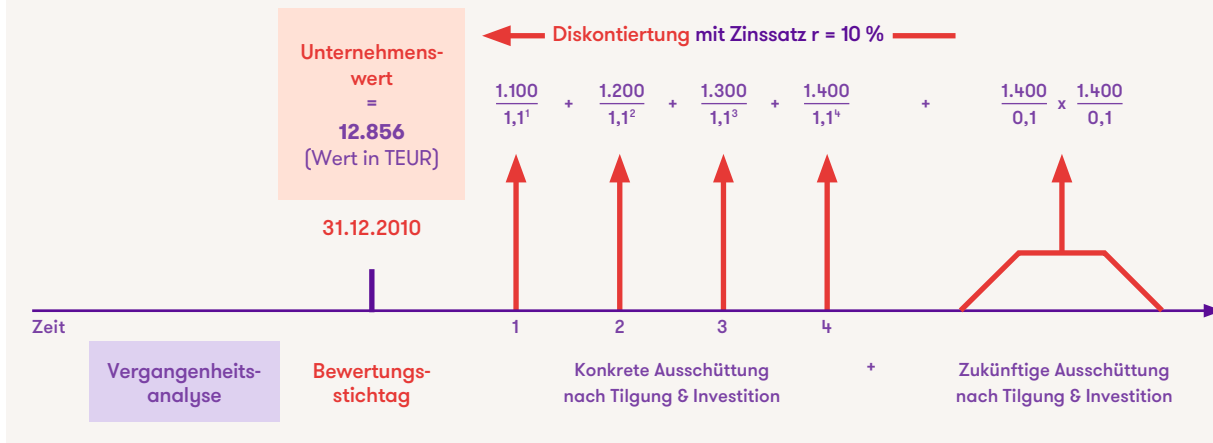 Unternehmens-
wert
=
12.856
(Wert in TEUR)
31.12.2010
Diskontiertung mit Zinssatz r = 10 %
1.100 + 1.200 + 1.300 + 1.400 + 1.400 x 1.400
1,1¹ 1,1² 1,1³ 1,1⁴ 0,1 0,1
Zeit 1 2 3 4
Vergangenheits-
analyse
Bewertungs-
stichtag
Konkrete Ausschüttung
nach Tilgung & Investition
+
Zukünftige Ausschüttung
nach Tilgung & Investition